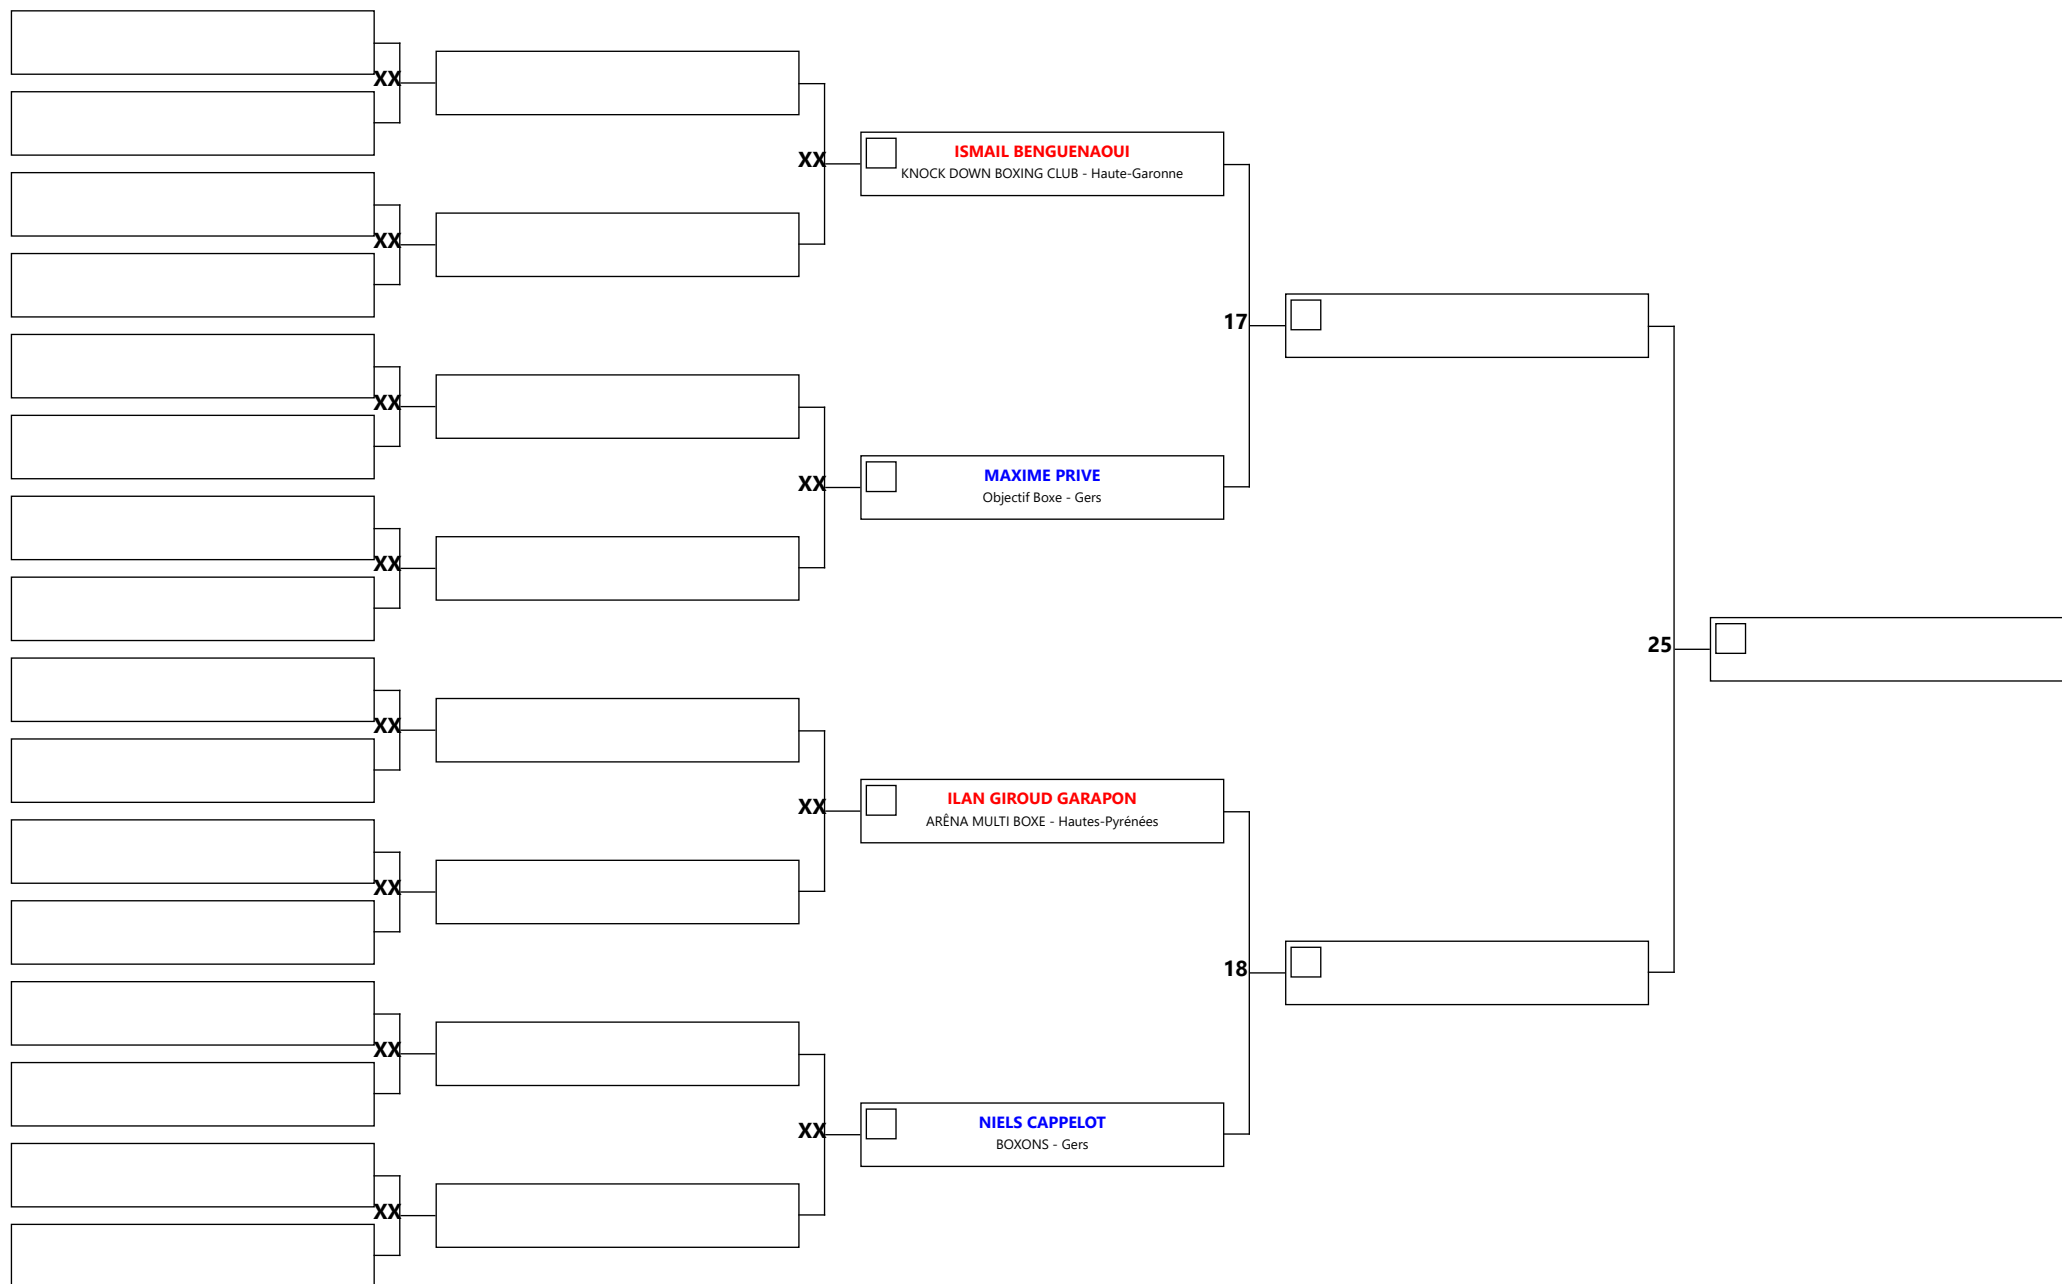 XX
XX
ISMAIL BENGUENAOUI
KNOCK DOWN BOXING CLUB - Haute-Garonne
XX
17
XX
XX
MAXIME PRIVE
Objectif Boxe - Gers
XX
25
XX
XX
ILAN GIROUD GARAPON
ARÊNA MULTI BOXE - Hautes-Pyrénées
XX
18
XX
XX
NIELS CAPPELOT
BOXONS - Gers
XX